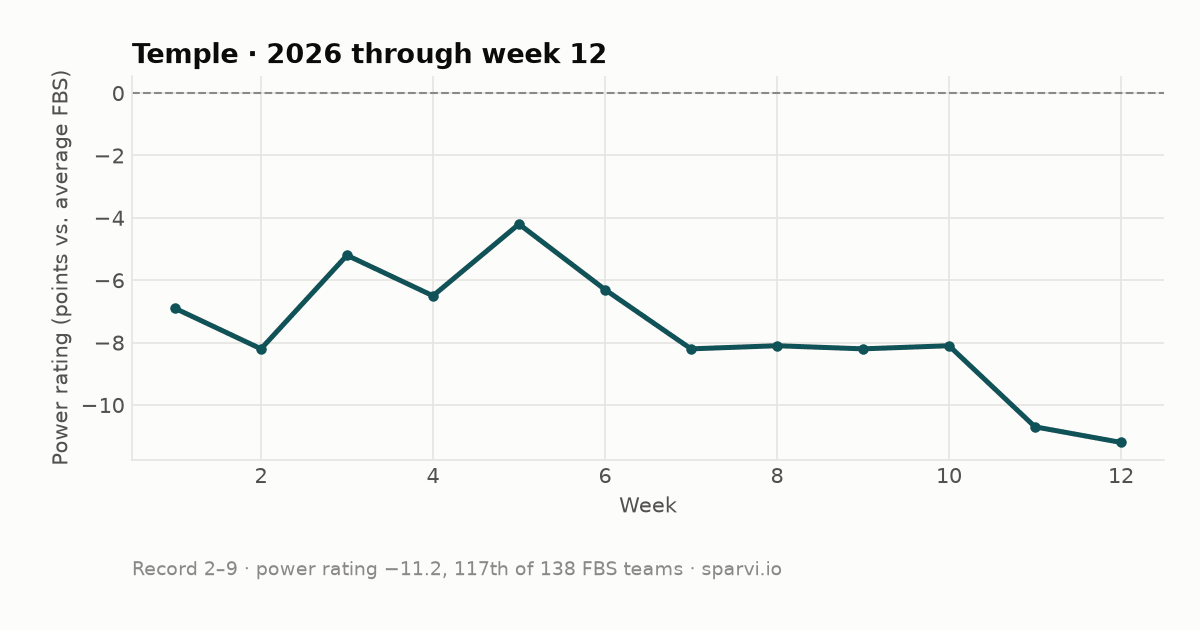 Temple · 2026 through week 12
Power rating (points vs. average FBS)
0
−2
−4
−6
−8
−10
2 4 6 8 10 12
Week
Record 2–9 · power rating −11.2, 117th of 138 FBS teams · sparvi.io